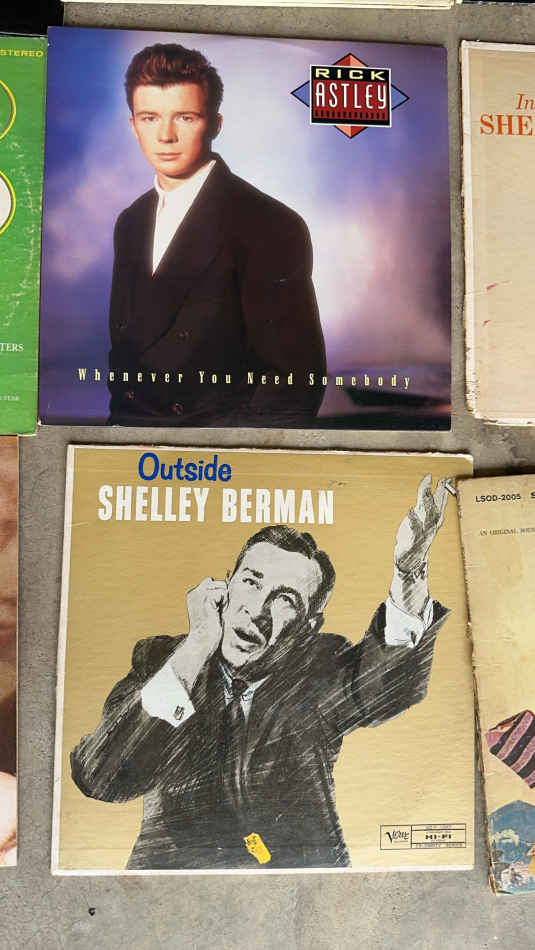 STEREO
RICK
ASTLEY
Whenever You Need Somebody
In
SHE
TERS
Outside
SHELLEY BERMAN
LSOD-2005 S
AN ORIGINAL SOUN
Verve
HI-FI